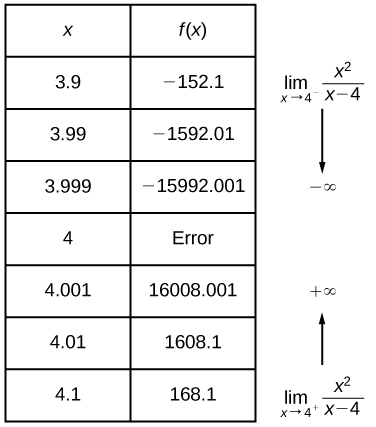 x f(x)
3.9 −152.1
lim x→4⁻ x²/x−4
3.99 −1592.01
3.999 −15992.001
−∞
4 Error
4.001 16008.001
+∞
4.01 1608.1
4.1 168.1
lim x→4⁺ x²/x−4